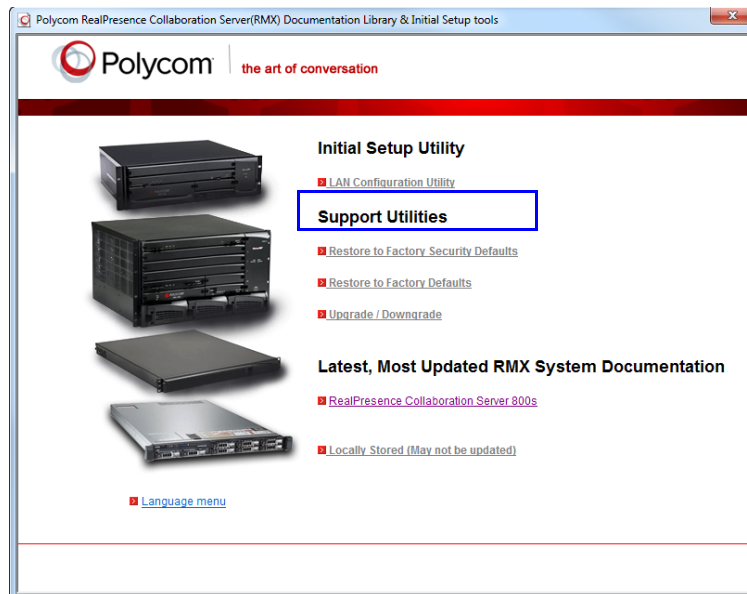 Polycom RealPresence Collaboration Server(RMX) Documentation Library & Initial Setup tools
Polycom
the art of conversation
Initial Setup Utility
LAN Configuration Utility
Support Utilities
Restore to Factory Security Defaults
Restore to Factory Defaults
Upgrade / Downgrade
Latest, Most Updated RMX System Documentation
RealPresence Collaboration Server 800s
Locally Stored (May not be updated)
Language menu